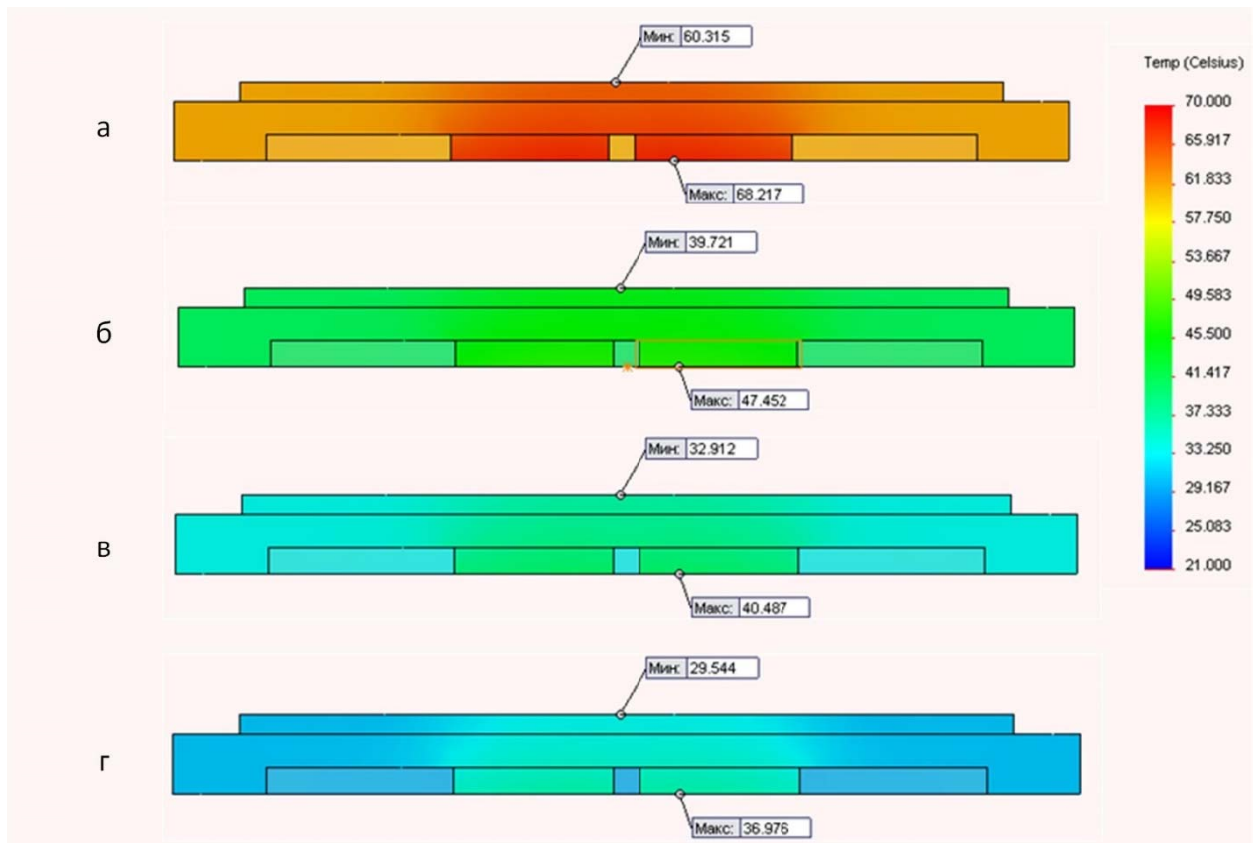 Мин: 60.315
Temp (Celsius)
70.000
а
65.917
61.833
Макс: 68.217
57.750
Мин: 39.721
53.667
49.583
б
45.500
41.417
Макс: 47.452
37.333
Мин: 32.912
33.250
29.167
25.083
в
21.000
Макс: 40.487
Мин: 29.544
г
Макс: 36.976